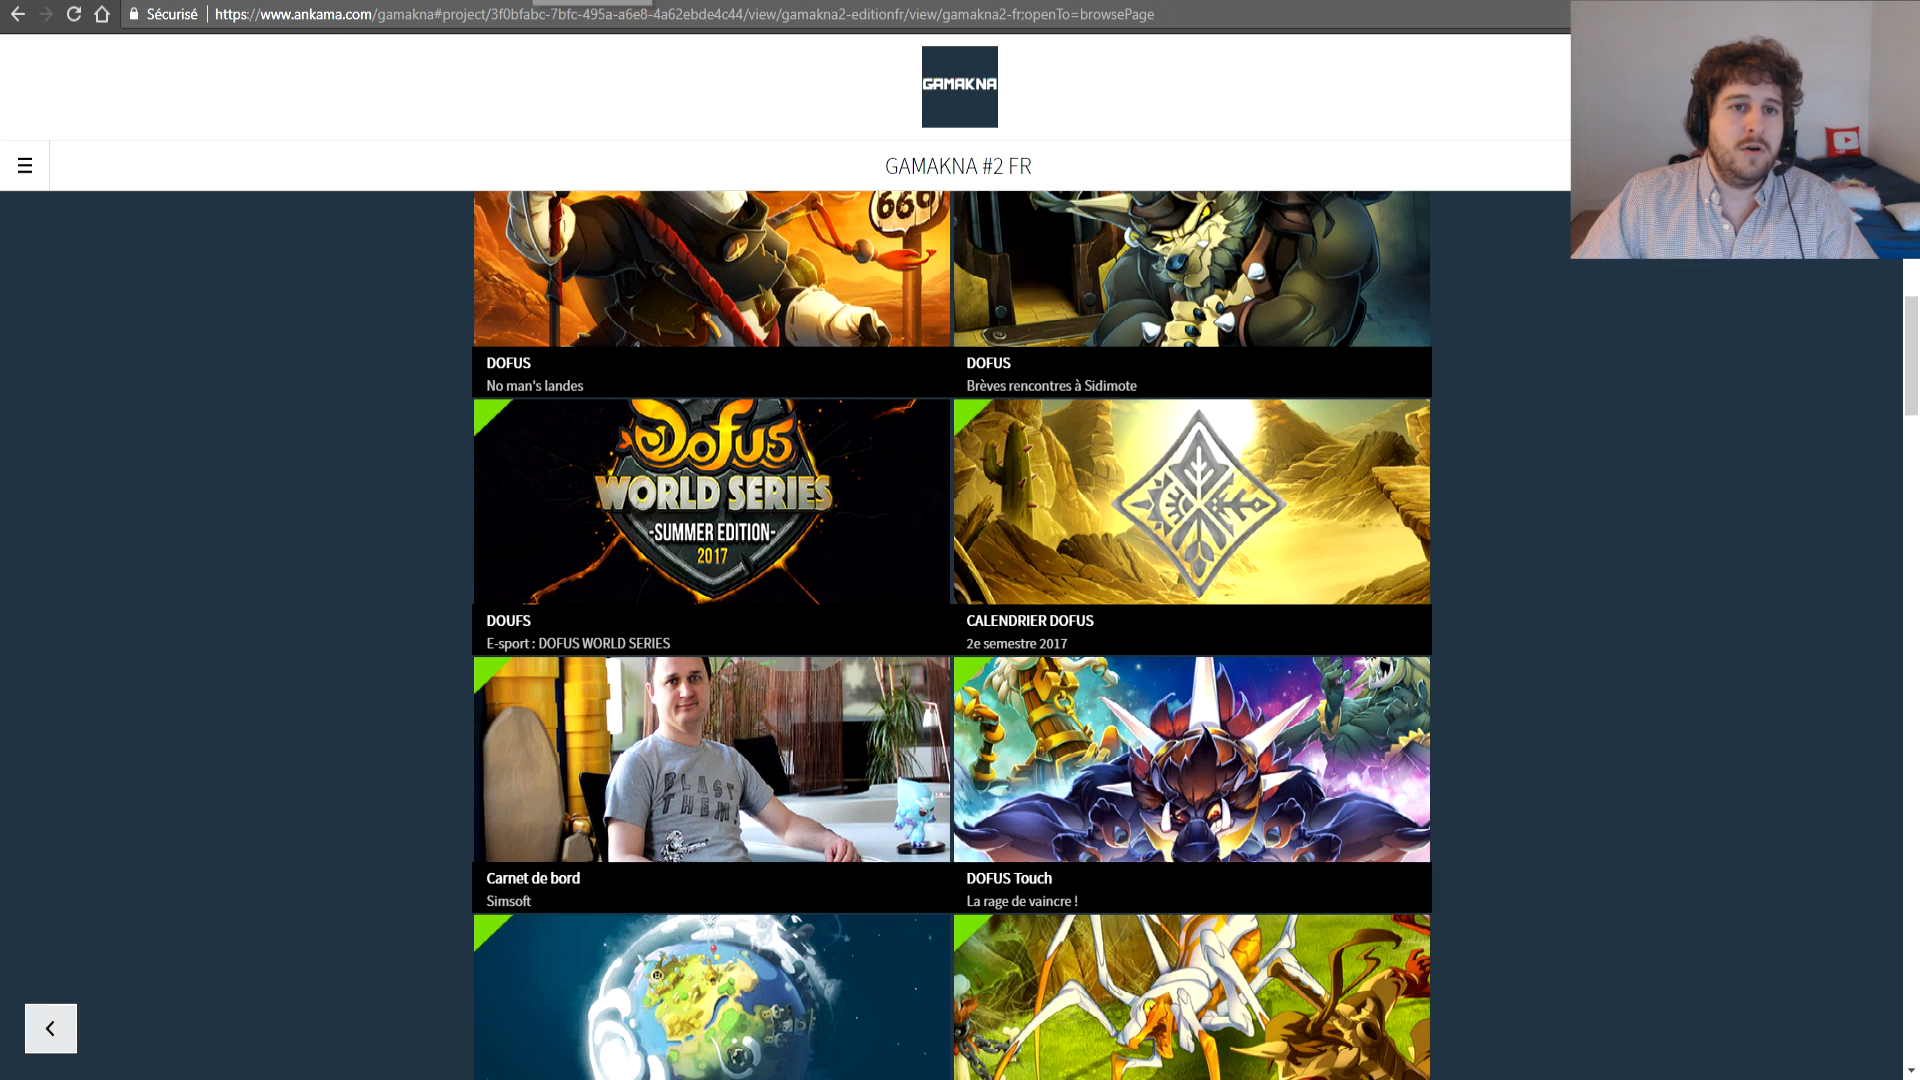 Sécurisé
https://www.ankama.com/gamakna#project/3f0bfabc-7bfc-495a-a6e8-4a62ebde4c44/view/gamakna2-editionfr/view/gamakna2-fr;openTo=browsePage
GAMAKNA
GAMAKNA #2 FR
DOFUS
No man's landes
DOFUS
Brèves rencontres à Sidimote
DOFUS
WORLD SERIES
-SUMMER EDITION-
2017
DOUFS
E-sport : DOFUS WORLD SERIES
CALENDRIER DOFUS
2e semestre 2017
BLAST
THEM!
Carnet de bord
Simsoft
DOFUS Touch
La rage de vaincre !